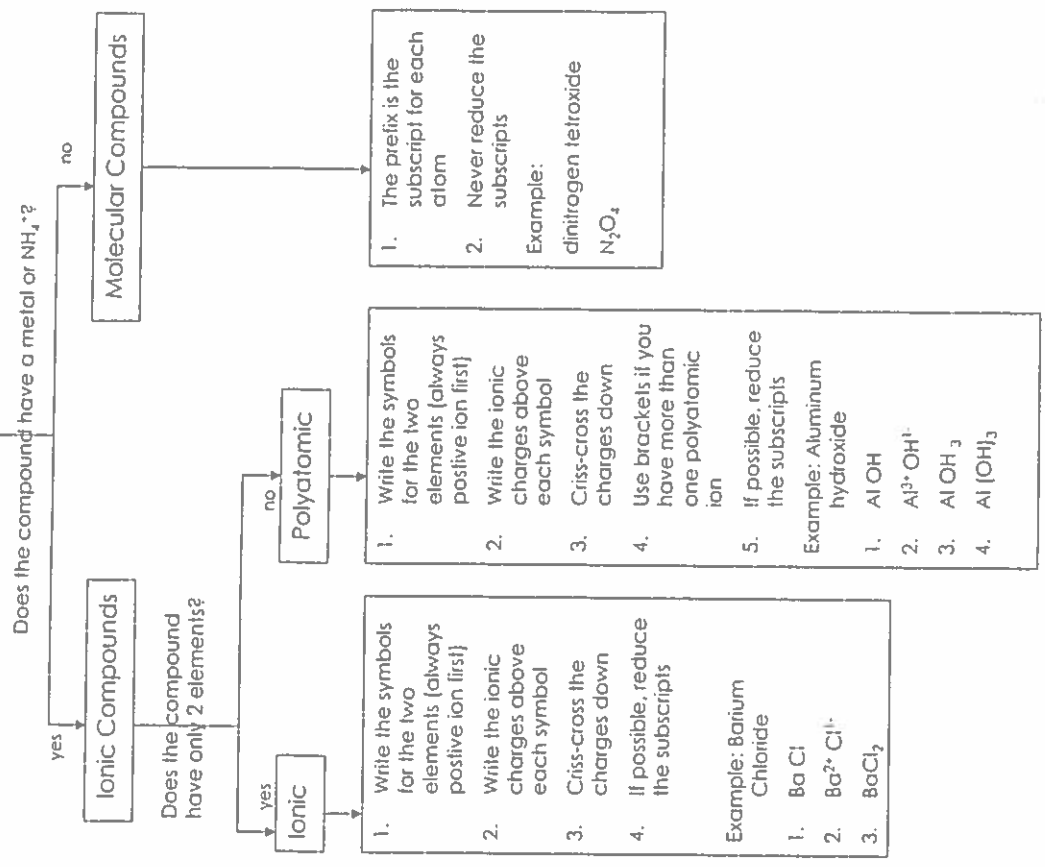 Does the compound have a metal or NH₄⁺?
yes
no
Ionic Compounds
Molecular Compounds
Does the compound
have only 2 elements?
yes
no
Ionic
Polyatomic
1. Write the symbols
for the two
elements (always
postive ion first)
2. Write the ionic
charges above
each symbol
3. Criss-cross the
charges down
4. If possible, reduce
the subscripts
Example: Barium
Chloride
1. Ba Cl
2. Ba²⁺ Cl¹⁻
3. BaCl₂
1. Write the symbols
for the two
elements (always
postive ion first)
2. Write the ionic
charges above
each symbol
3. Criss-cross the
charges down
4. Use brackets if you
have more than
one polyatomic
ion
5. If possible, reduce
the subscripts
Example: Aluminum
hydroxide
1. Al OH
2. Al³⁺ OH¹⁻
3. Al OH ₃
4. Al (OH)₃
1. The prefix is the
subscript for each
atom
2. Never reduce the
subscripts
Example:
dinitrogen tetroxide
N₂O₄